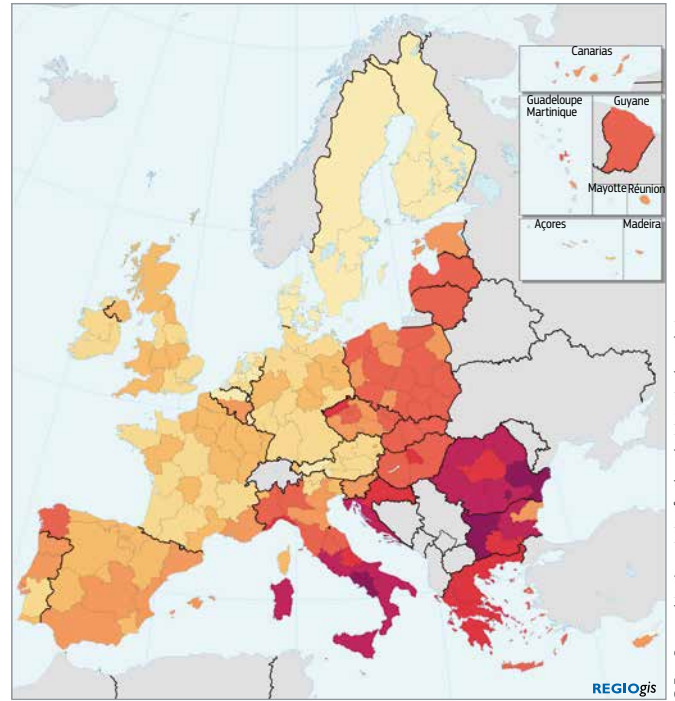 Canarias
Guadeloupe
Martinique
Guyane
Mayotte
Réunion
Açores
Madeira
REGIOgis